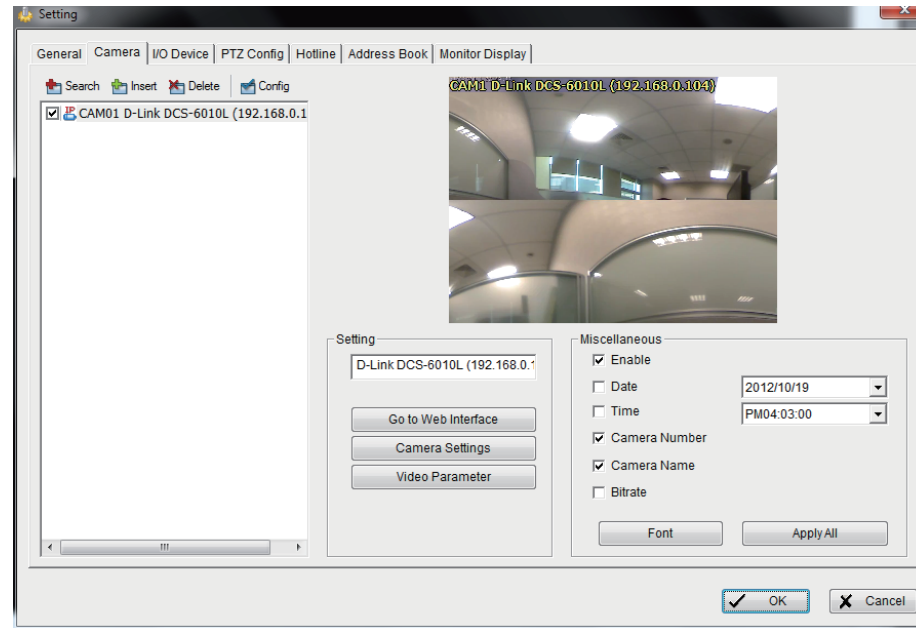 Setting
General Camera I/O Device PTZ Config Hotline Address Book Monitor Display
Search Insert Delete Config
IP CAM01 D-Link DCS-6010L (192.168.0.1
CAM1 D-Link DCS-6010L (192.168.0.104)
Setting
D-Link DCS-6010L (192.168.0.1
Go to Web Interface
Camera Settings
Video Parameter
Miscellaneous
Enable
Date 2012/10/19
Time PM04:03:00
Camera Number
Camera Name
Bitrate
Font Apply All
OK Cancel